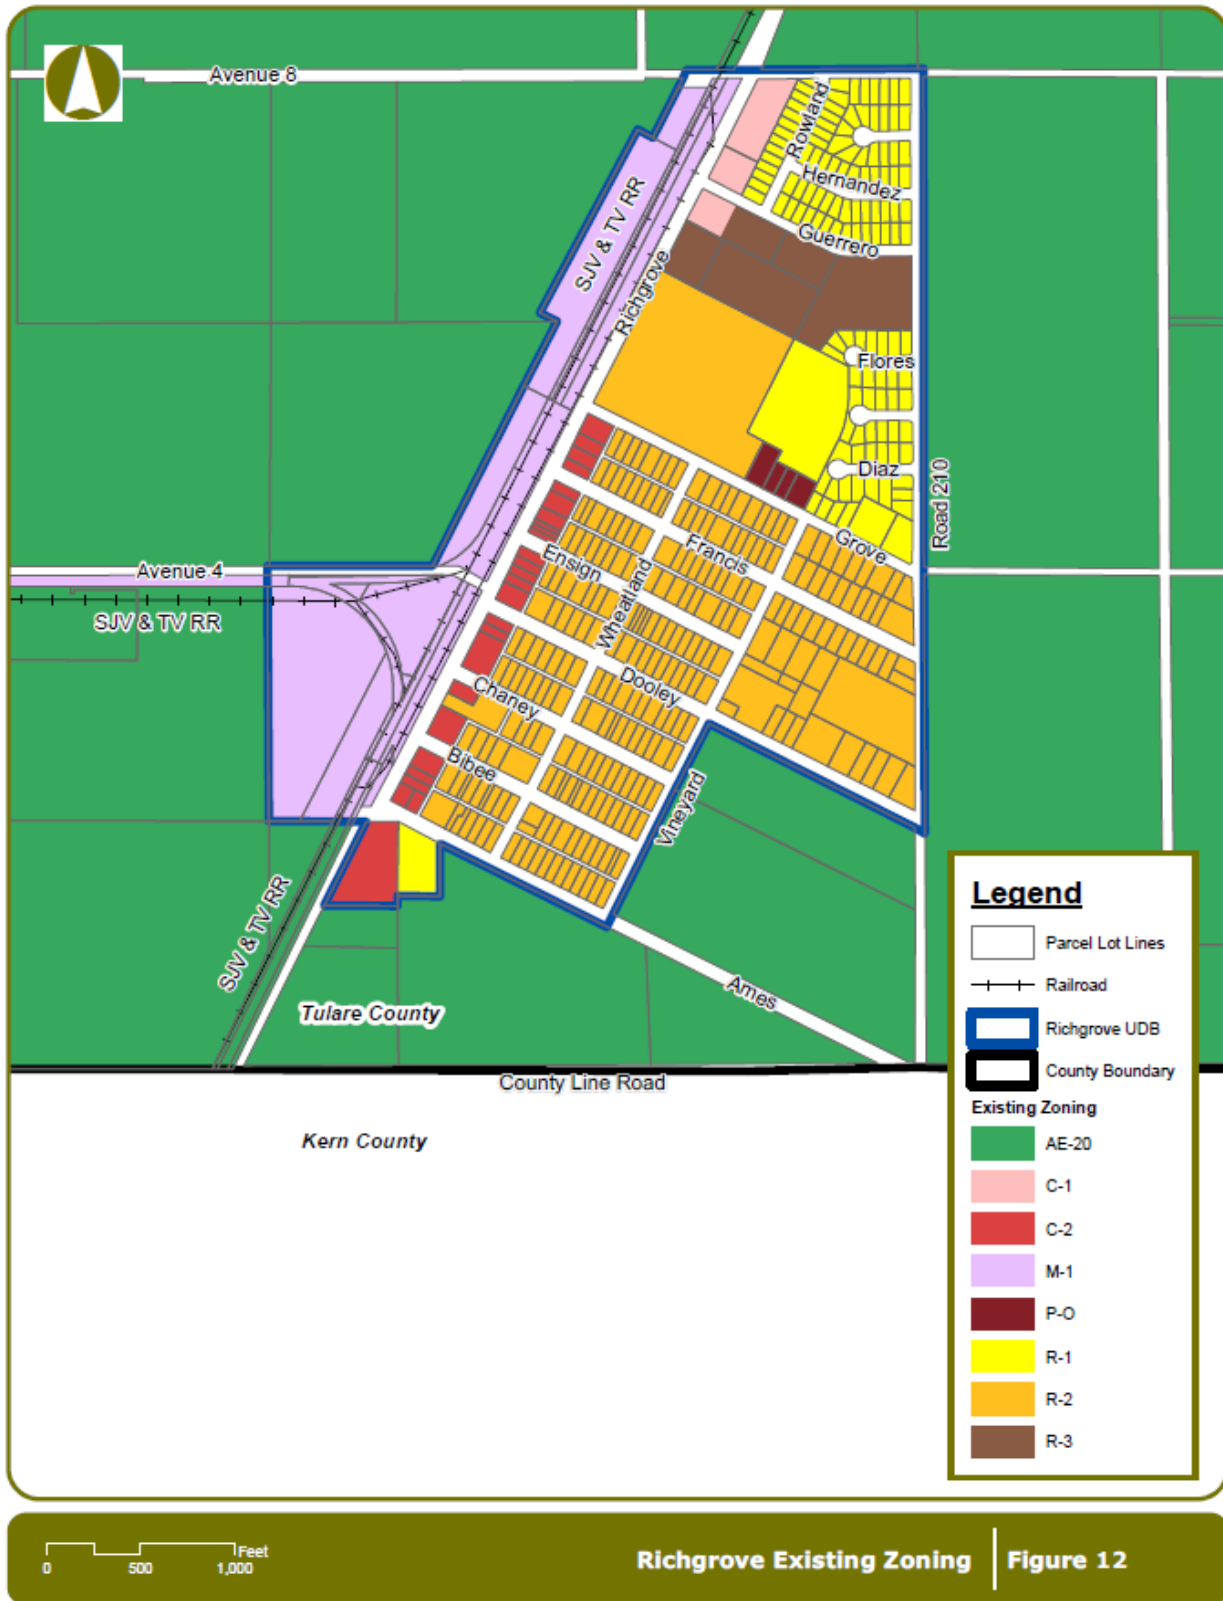 Avenue 8
Rowland
Hernandez
SJV & TV RR
Guerrero
Richgrove
Flores
Diaz
Road 210
Grove
Francis
Ensign
Avenue 4
Wheatland
SJV & TV RR
Dooley
Chaney
Bibee
Vineyard
SJV & TV RR
Ames
Tulare County
County Line Road
Kern County
Legend
Parcel Lot Lines
Railroad
Richgrove UDB
County Boundary
Existing Zoning
AE-20
C-1
C-2
M-1
P-O
R-1
R-2
R-3
Feet
0 500 1,000
Richgrove Existing Zoning Figure 12